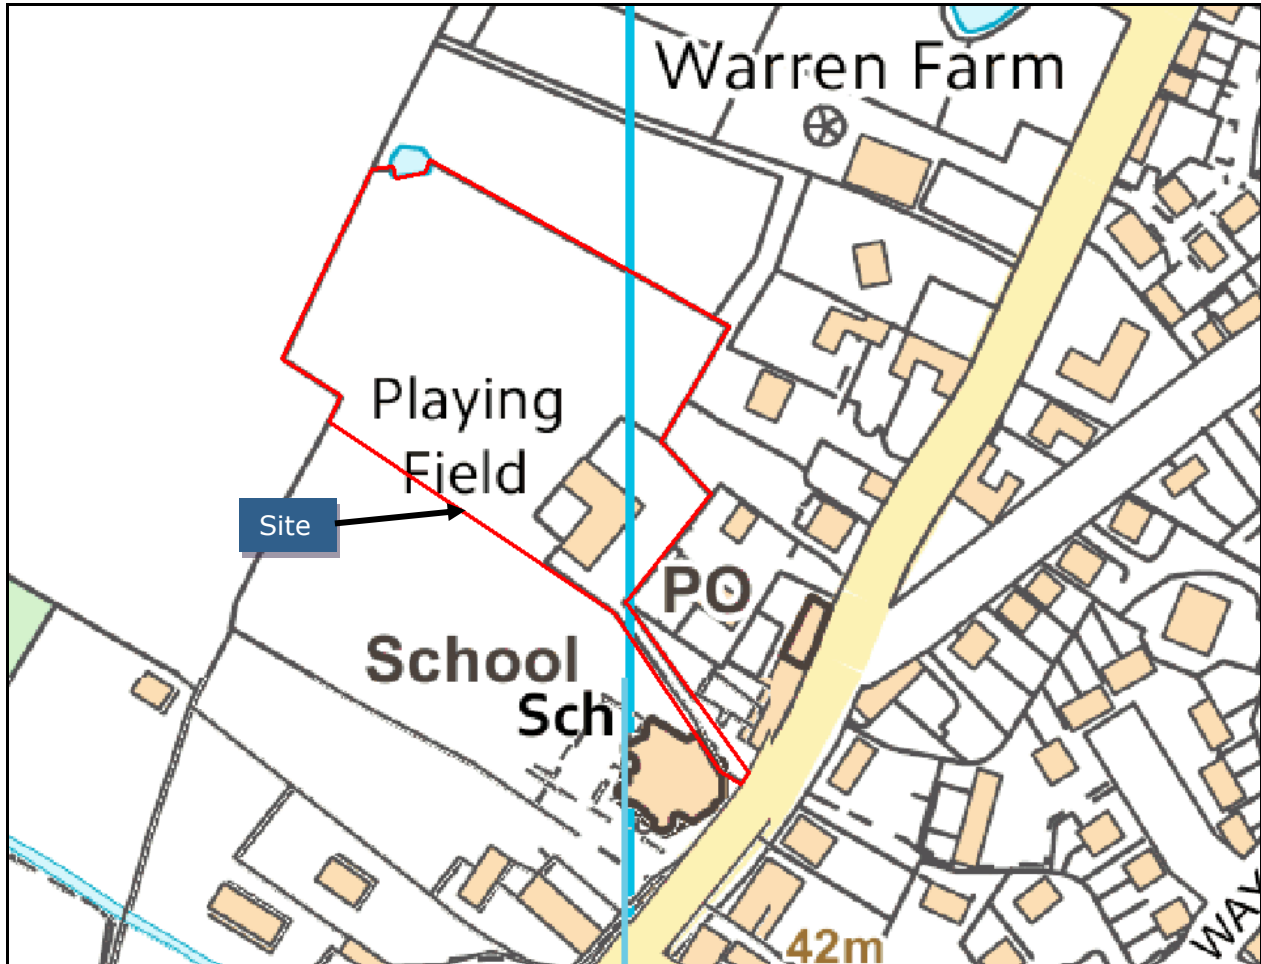 Warren Farm
Playing
Field
Site
PO
School
Sch
42m
WAY